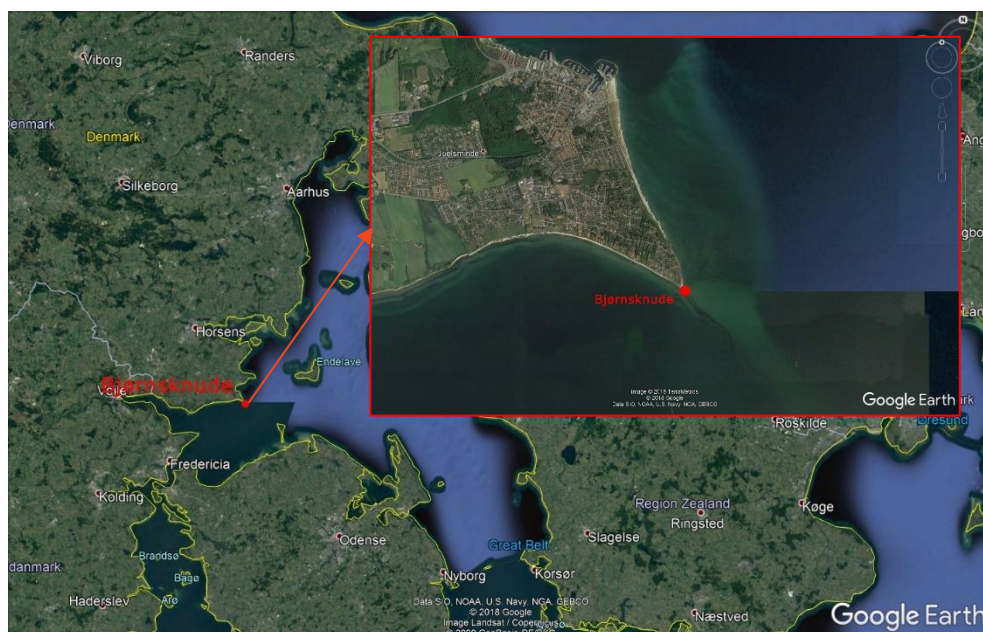 Viborg
Randers
Denmark
Denmark
Silkeborg
Aarhus
Horsens
Endelave
Bjørnsknude
Vejle
Fredericia
Kolding
Brandsø
Bågø
Årø
Haderslev
danmark
Odense
Nyborg
Great Belt
Korsør
Slagelse
Region Zealand
Ringsted
Køge
Næstved
Roskilde
Øresund
N
Juelsminde
Bjørnsknude
Image © 2018 TerraMetrics
© 2018 Google
Data SIO, NOAA, U.S. Navy, NGA, GEBCO
Google Earth
Data SIO, NOAA, U.S. Navy, NGA, GEBCO
© 2018 Google
Image Landsat / Copernicus
Google Earth